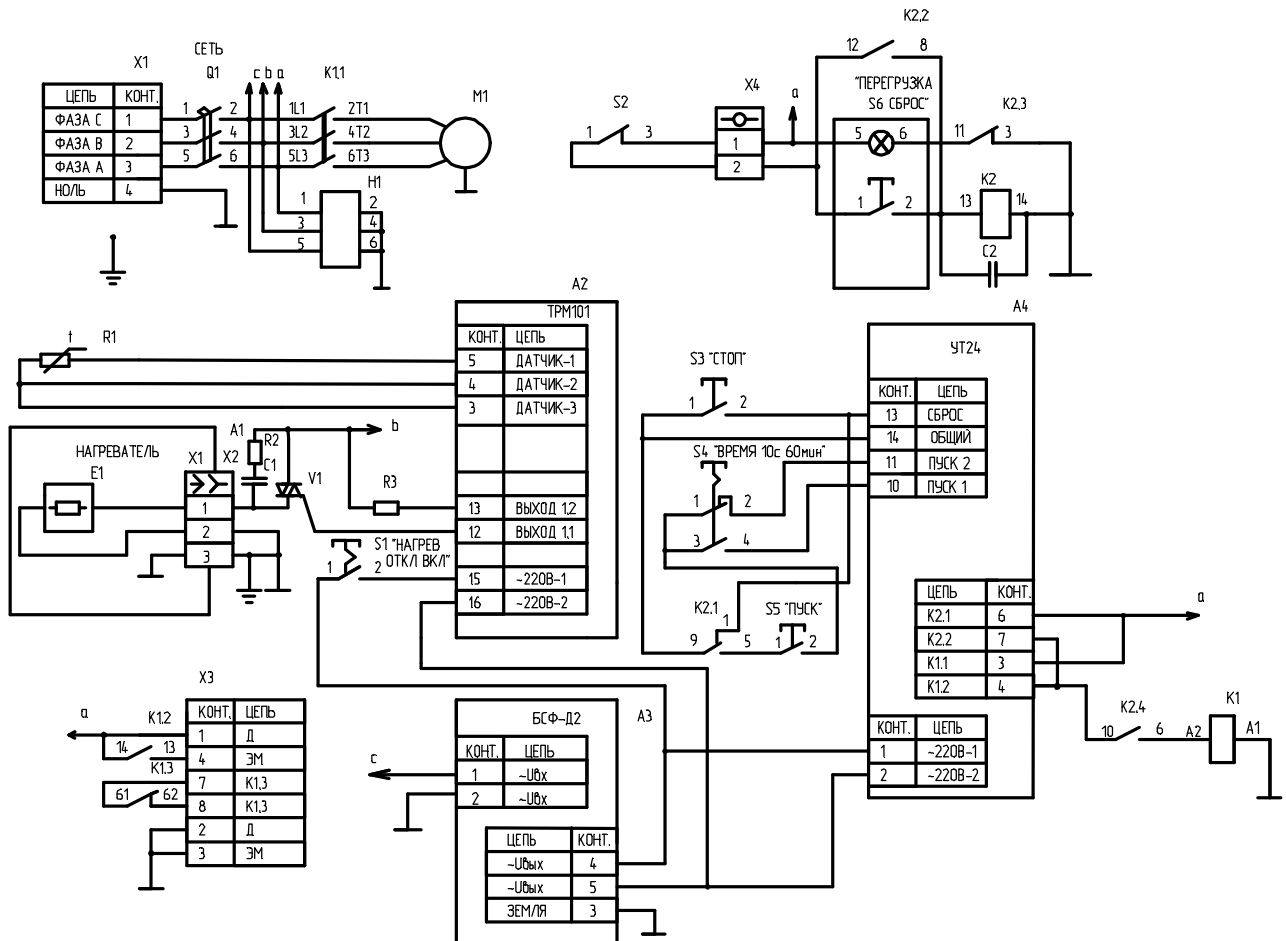 СЕТЬ
X1 Q1 c b a K1.1 M1
ЦЕПЬ КОНТ.
ФАЗА С 1 1 2 1L1 2T1
ФАЗА В 2 3 4 3L2 4T2
ФАЗА А 3 5 6 5L3 6T3
НОЛЬ 4
H1
1 2
3 4
5 6
K2.2
12 8
"ПЕРЕГРУЗКА
S6 СБРОС"
S2 X4 a K2.3
1 3 1 5 6 11 3
2
K2
1 2 13 14
C2
A2
ТРМ101
КОНТ. ЦЕПЬ
t R1
5 ДАТЧИК-1
4 ДАТЧИК-2
3 ДАТЧИК-3
13 ВЫХОД 1.2
12 ВЫХОД 1.1
15 ~220В-1
16 ~220В-2
НАГРЕВАТЕЛЬ
E1
X1 X2
1
2
3
A1 R2 b
C1 V1
R3
S1 "НАГРЕВ
ОТКЛ ВКЛ"
1 2
A4
УТ24
КОНТ. ЦЕПЬ
13 СБРОС
14 ОБЩИЙ
11 ПУСК 2
10 ПУСК 1
S3 "СТОП"
1 2
S4 "ВРЕМЯ 10с 60мин"
1 2
3 4
K2.1 1 S5 "ПУСК"
9 5 1 2
ЦЕПЬ КОНТ.
K2.1 6 a
K2.2 7
K1.1 3
K1.2 4
K2.4 K1
10 6 A2 A1
КОНТ. ЦЕПЬ
1 ~220В-1
2 ~220В-2
X3
КОНТ. ЦЕПЬ
1 Д
4 ЭМ
7 K1.3
8 K1.3
2 Д
3 ЭМ
a K1.2
14 13
K1.3
61 62
A3
БСФ-Д2
КОНТ. ЦЕПЬ
c 1 ~Uвх
2 ~Uвх
ЦЕПЬ КОНТ.
~Uвых 4
~Uвых 5
ЗЕМЛЯ 3